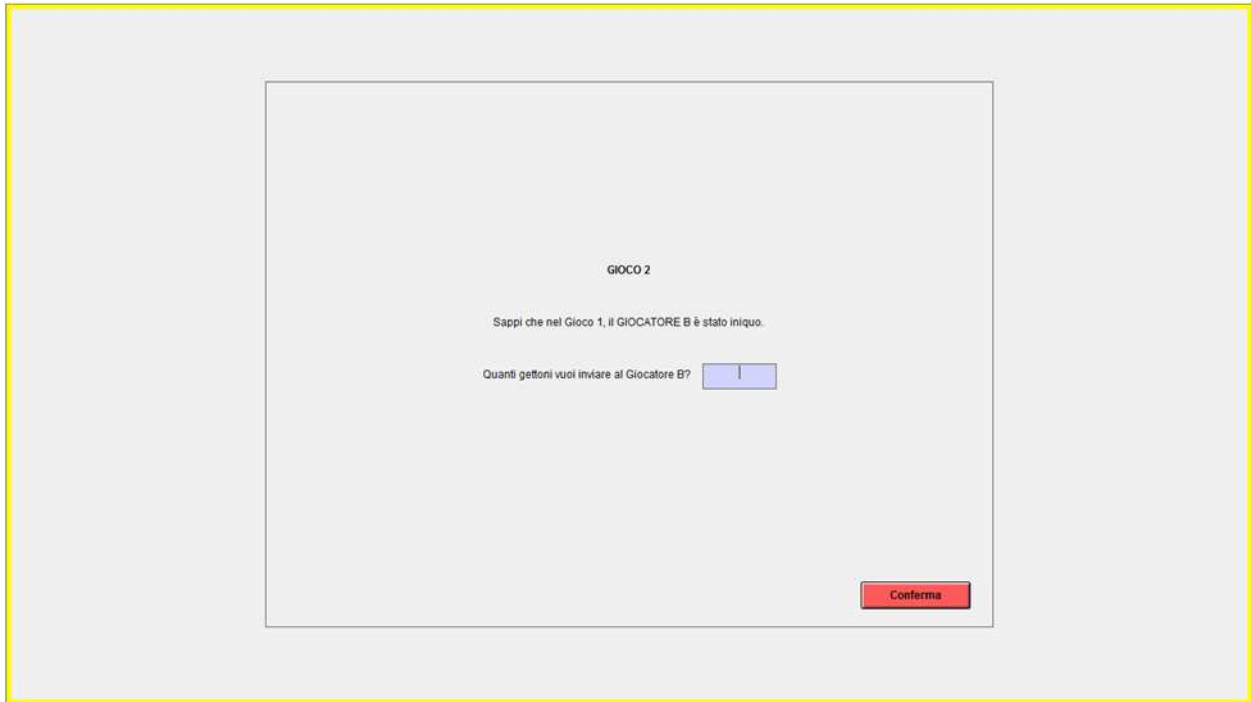 GIOCO 2
Sappi che nel Gioco 1, il GIOCATORE B è stato iniquo.
Quanti gettoni vuoi inviare al Giocatore B?
Conferma